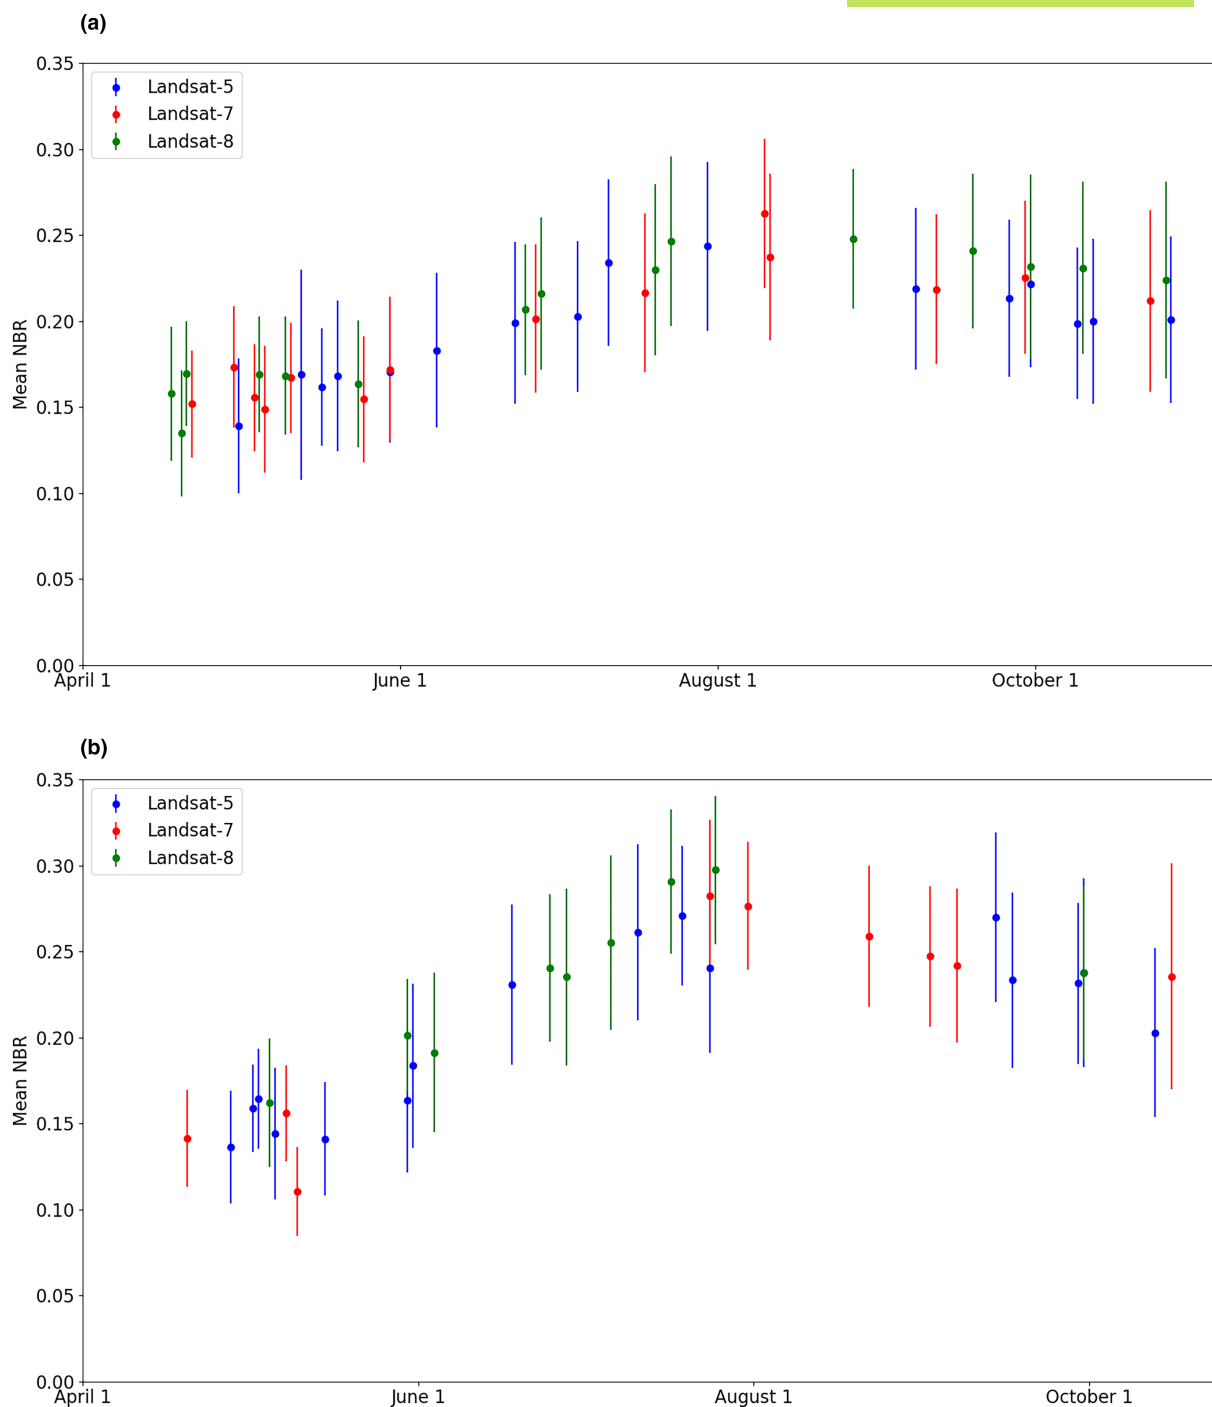 (a)
Landsat-5
Landsat-7
Landsat-8
0.35
0.30
0.25
0.20
0.15
0.10
0.05
0.00
Mean NBR
April 1
June 1
August 1
October 1
(b)
Landsat-5
Landsat-7
Landsat-8
0.35
0.30
0.25
0.20
0.15
0.10
0.05
0.00
Mean NBR
April 1
June 1
August 1
October 1